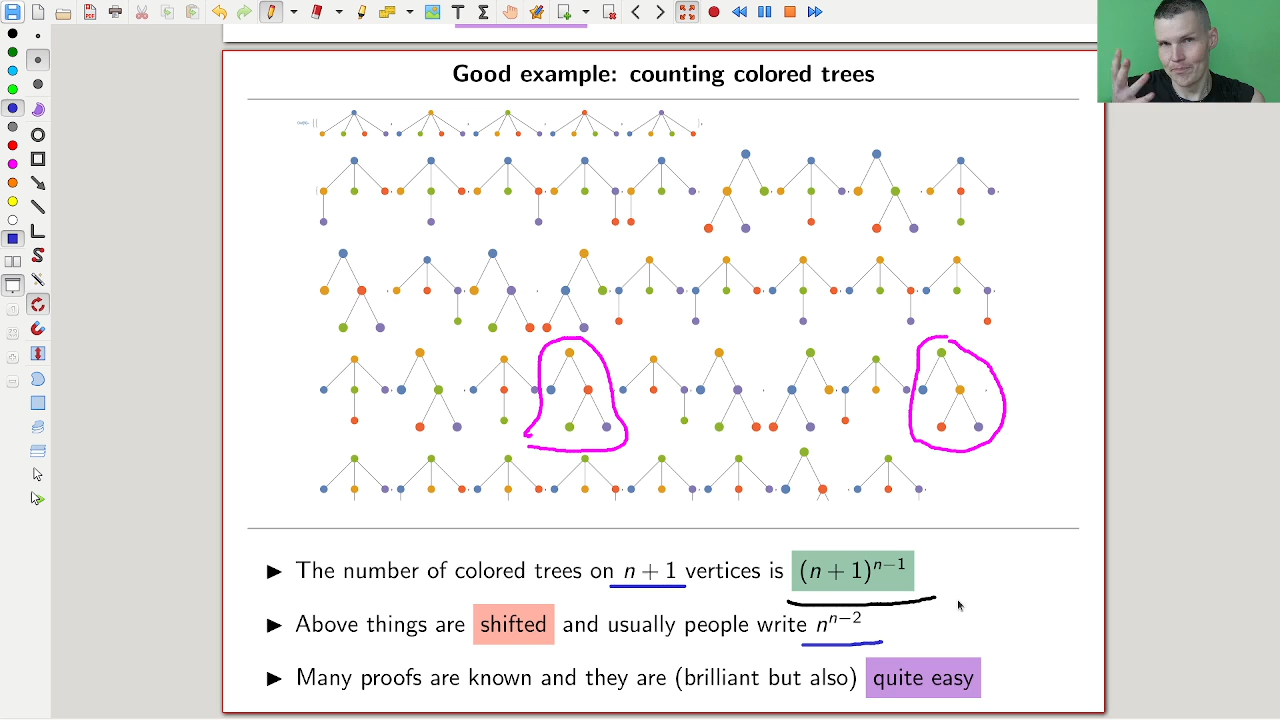 Good example: counting colored trees
► The number of colored trees on n + 1 vertices is (n + 1)ⁿ⁻¹
► Above things are shifted and usually people write nⁿ⁻²
► Many proofs are known and they are (brilliant but also) quite easy